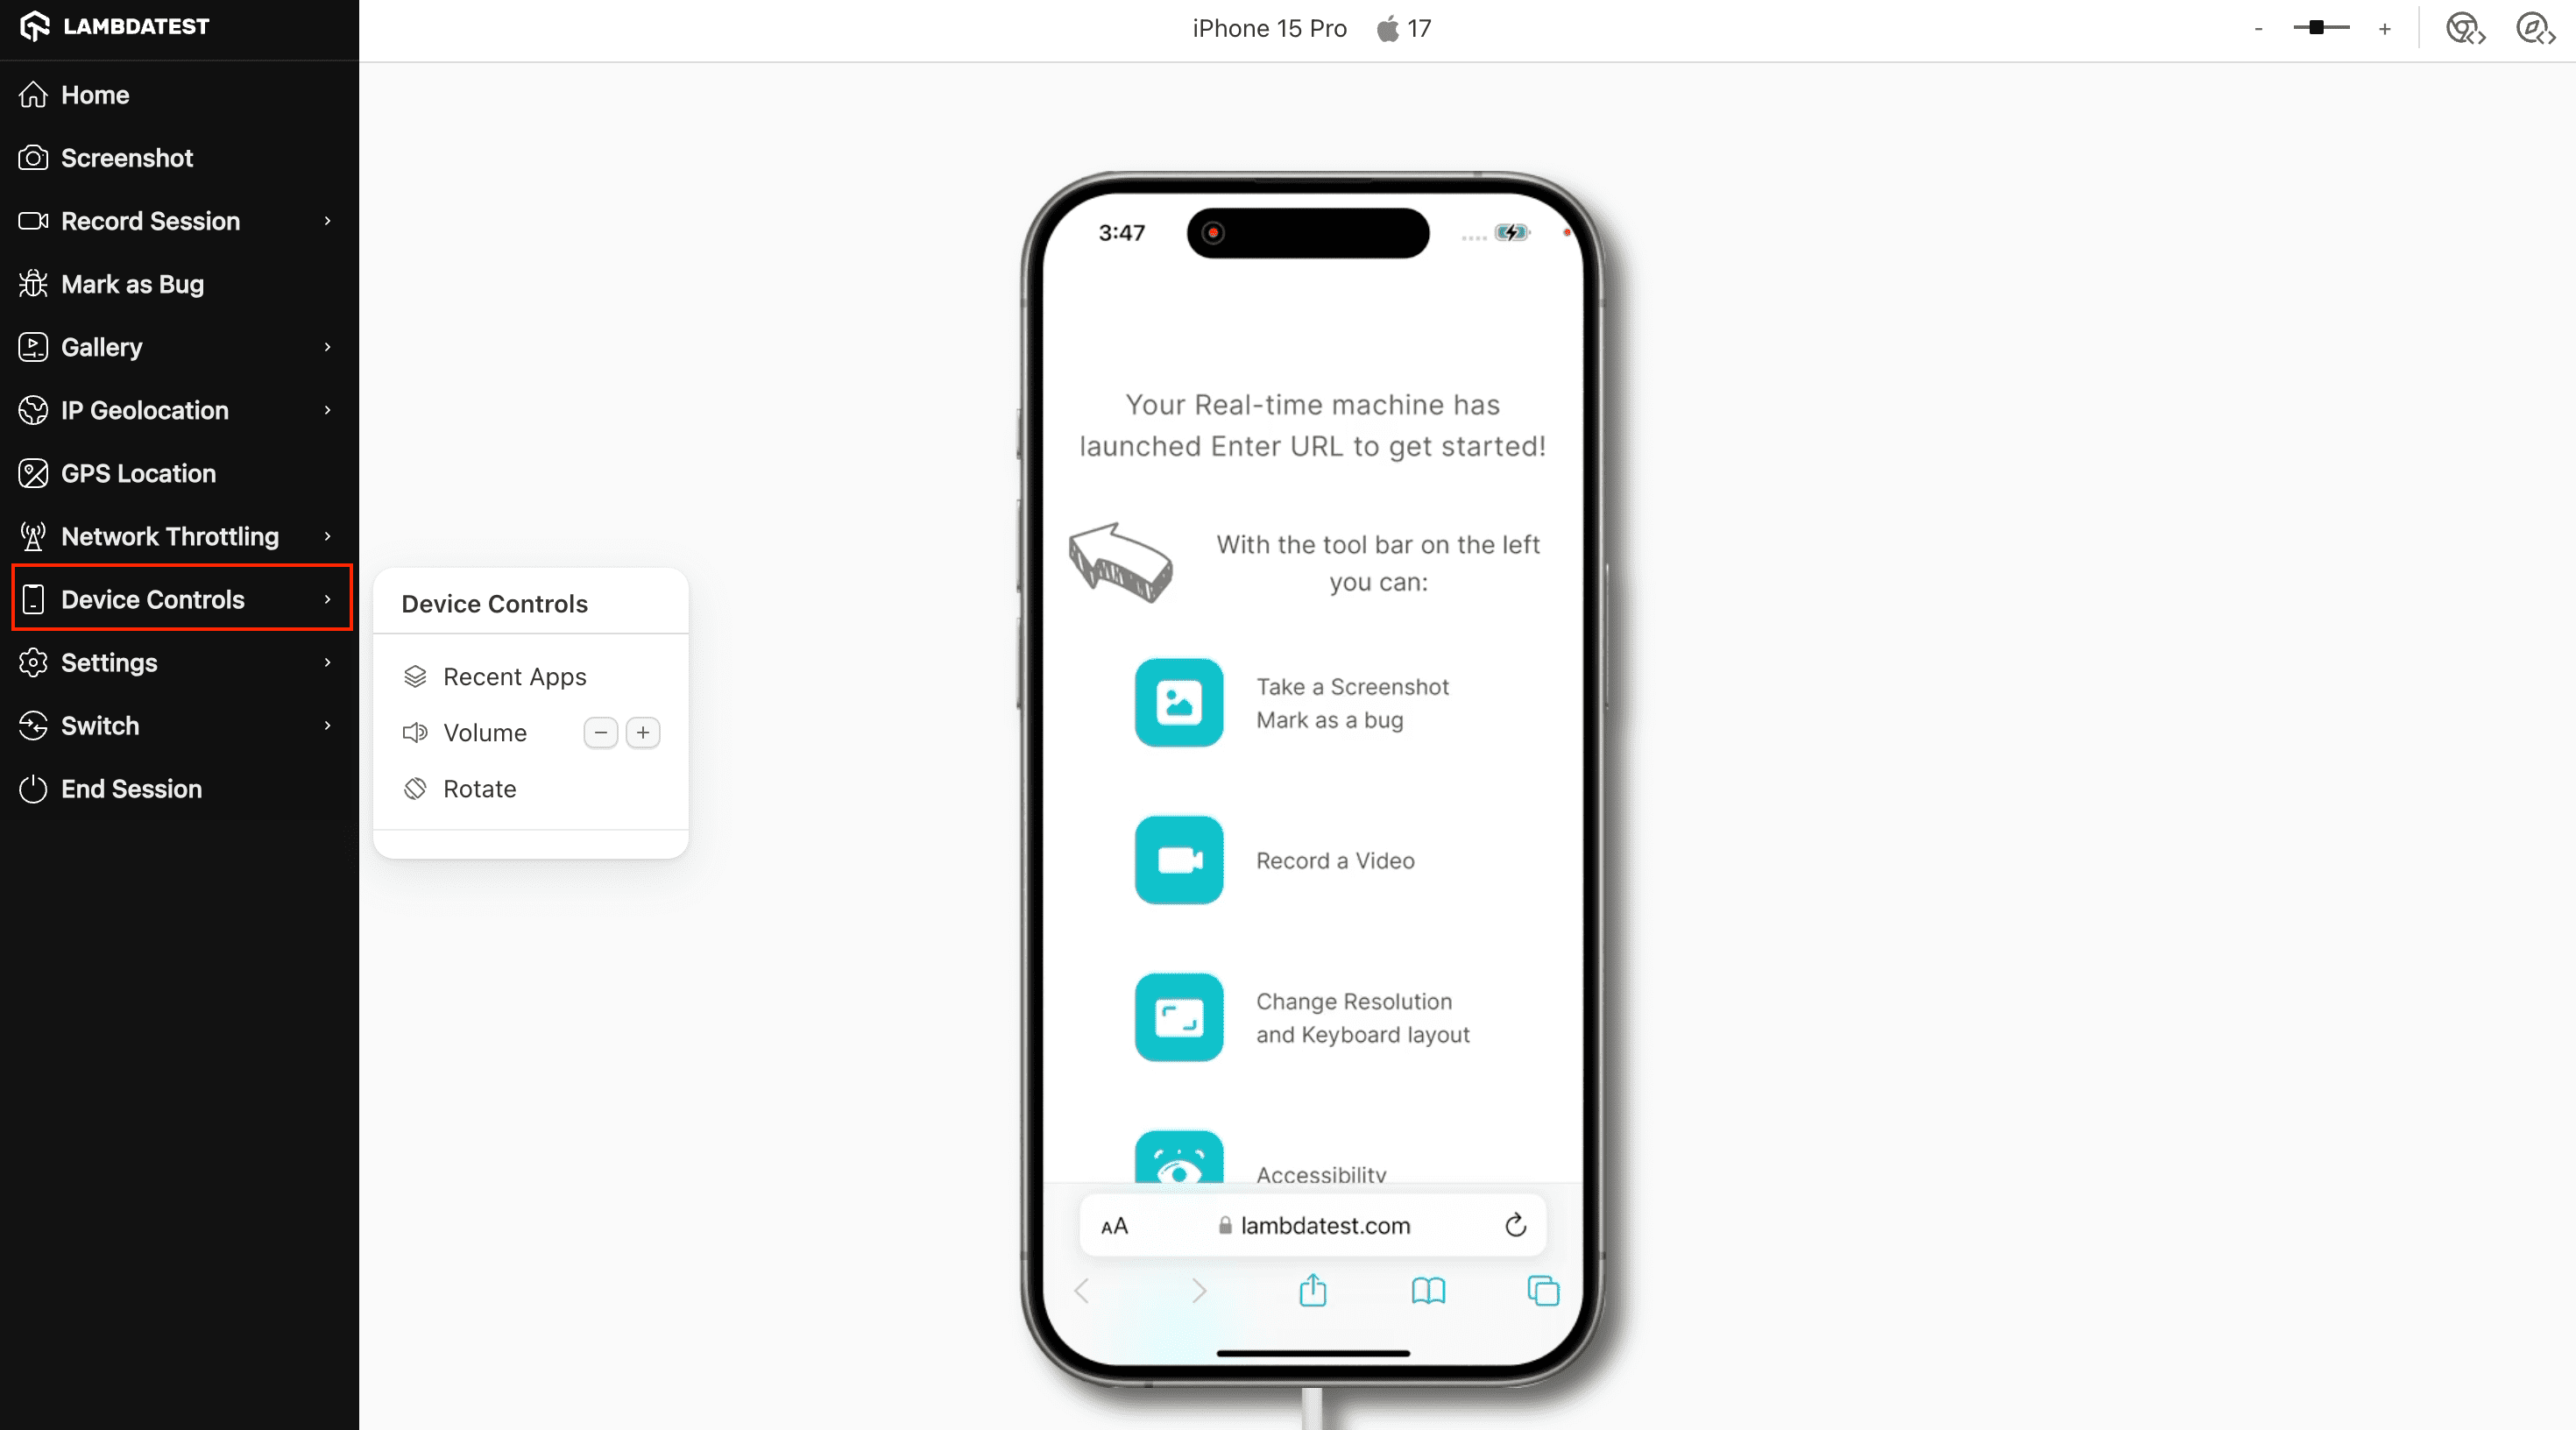 LAMBDATEST
Home
Screenshot
Record Session
Mark as Bug
Gallery
IP Geolocation
GPS Location
Network Throttling
Device Controls
Settings
Switch
End Session
iPhone 15 Pro 17
- +
Device Controls
Recent Apps
Volume − +
Rotate
3:47
Your Real-time machine has
launched Enter URL to get started!
With the tool bar on the left
you can:
Take a Screenshot
Mark as a bug
Record a Video
Change Resolution
and Keyboard layout
Accessibility
AA lambdatest.com